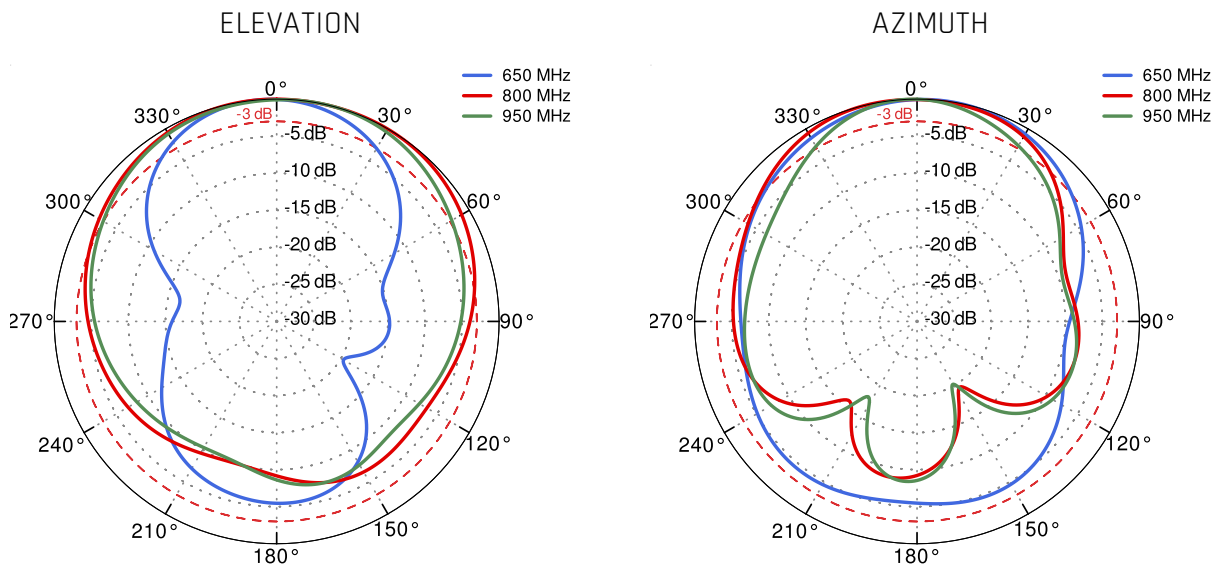 ELEVATION
650 MHz
800 MHz
950 MHz
0°
330°
-3 dB
30°
-5 dB
-10 dB
300°
60°
-15 dB
-20 dB
-25 dB
270°
-30 dB
90°
240°
120°
210°
150°
180°
AZIMUTH
650 MHz
800 MHz
950 MHz
0°
330°
-3 dB
30°
-5 dB
-10 dB
300°
60°
-15 dB
-20 dB
-25 dB
270°
-30 dB
90°
240°
120°
210°
150°
180°